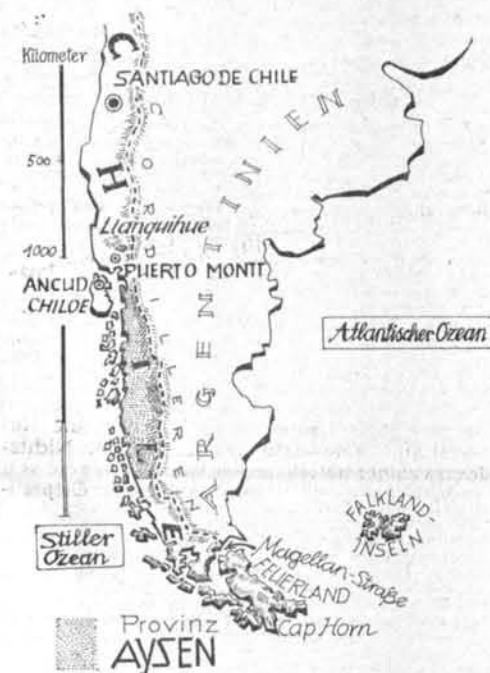 Kilometer
CHILE
SANTIAGO DE CHILE
CORDILLEREN
ARGENTINIEN
500
Llanquihue
1000
PUERTO MONTT
ANCUD
CHILOE
Atlantischer Ozean
FALKLAND-
INSELN
Stiller
Ozean
Magellan-Straße
FEUERLAND
Cap Horn
Provinz
AYSEN